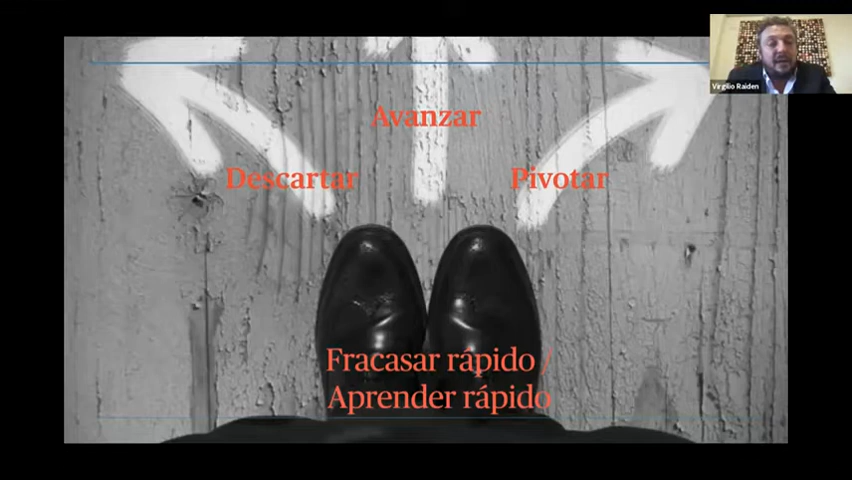 Virgilio Raiden
Avanzar
Descartar
Pivotar
Fracasar rápido /
Aprender rápido